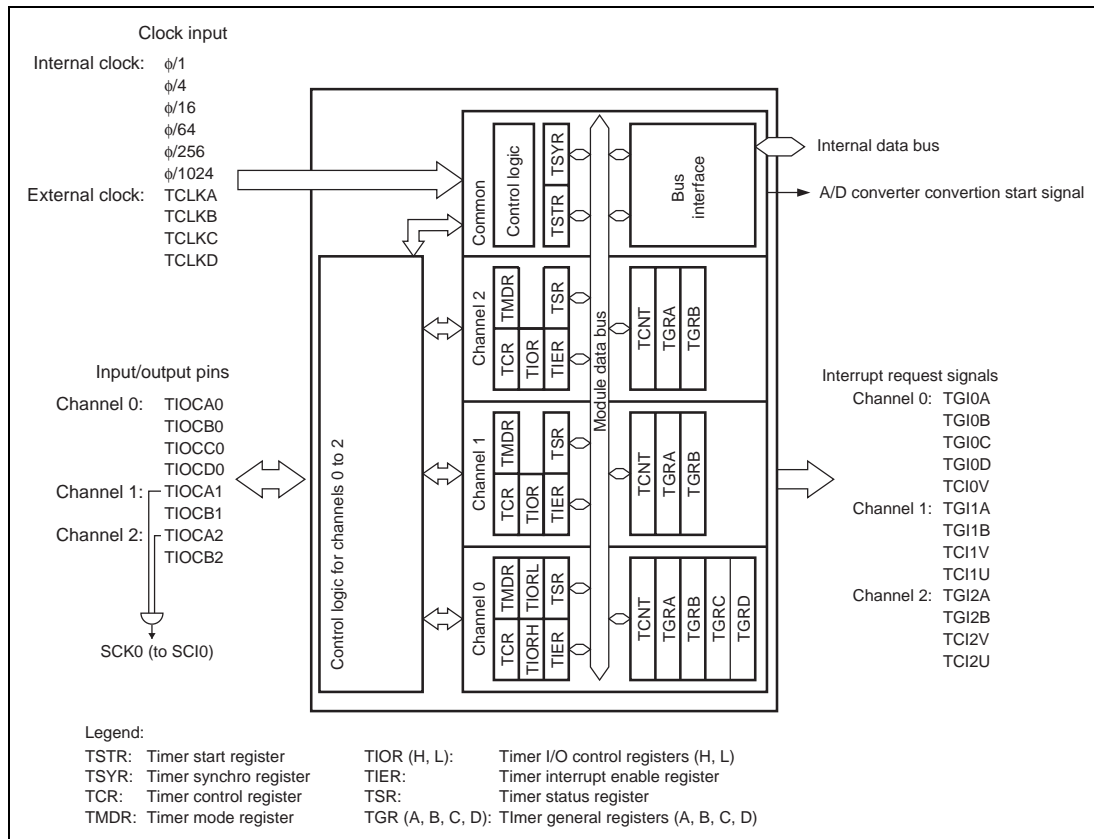 Clock input
Internal clock: ϕ/1
ϕ/4
ϕ/16
ϕ/64
ϕ/256
ϕ/1024
External clock: TCLKA
TCLKB
TCLKC
TCLKD
Input/output pins
Channel 0: TIOCA0
TIOCB0
TIOCC0
TIOCD0
Channel 1: TIOCA1
TIOCB1
Channel 2: TIOCA2
TIOCB2
SCK0 (to SCI0)
Control logic for channels 0 to 2
Common
Control logic
TSTR TSYR
Bus
interface
Module data bus
Channel 2
TMDR TSR
TCR TIOR TIER
TCNT
TGRA
TGRB
Channel 1
TMDR TSR
TCR TIOR TIER
TCNT
TGRA
TGRB
Channel 0
TMDR TIORL TSR
TCR TIORH TIER
TCNT
TGRA
TGRB
TGRC
TGRD
Internal data bus
A/D converter convertion start signal
Interrupt request signals
Channel 0: TGI0A
TGI0B
TGI0C
TGI0D
TCI0V
Channel 1: TGI1A
TGI1B
TCI1V
TCI1U
Channel 2: TGI2A
TGI2B
TCI2V
TCI2U
Legend:
TSTR: Timer start register
TSYR: Timer synchro register
TCR: Timer control register
TMDR: Timer mode register
TIOR (H, L): Timer I/O control registers (H, L)
TIER: Timer interrupt enable register
TSR: Timer status register
TGR (A, B, C, D): TImer general registers (A, B, C, D)